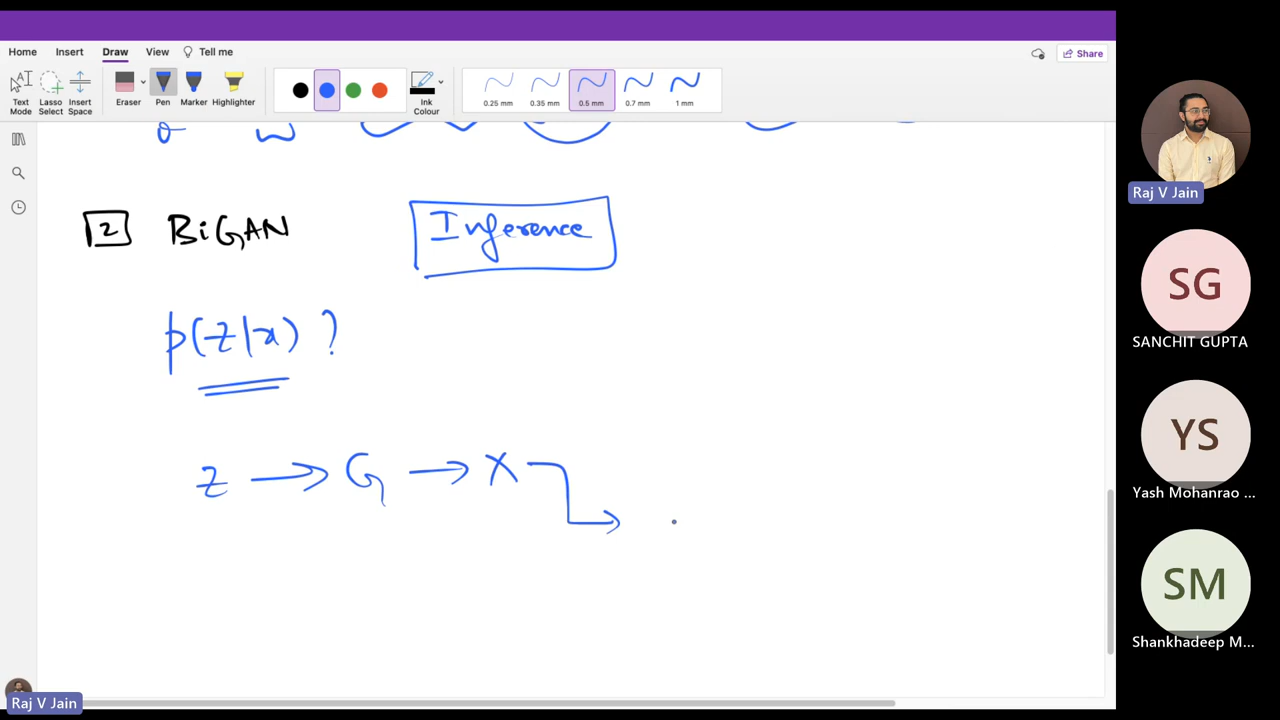 Home Insert Draw View Tell me
Share
Text Mode Lasso Select Insert Space Eraser Pen Marker Highlighter Ink Colour 0.25 mm 0.35 mm 0.5 mm 0.7 mm 1 mm
θ w
2 BiGAN Inference
p(z|x) ?
z → G → X
Raj V Jain
SG
SANCHIT GUPTA
YS
Yash Mohanrao ...
SM
Shankhadeep M...
Raj V Jain